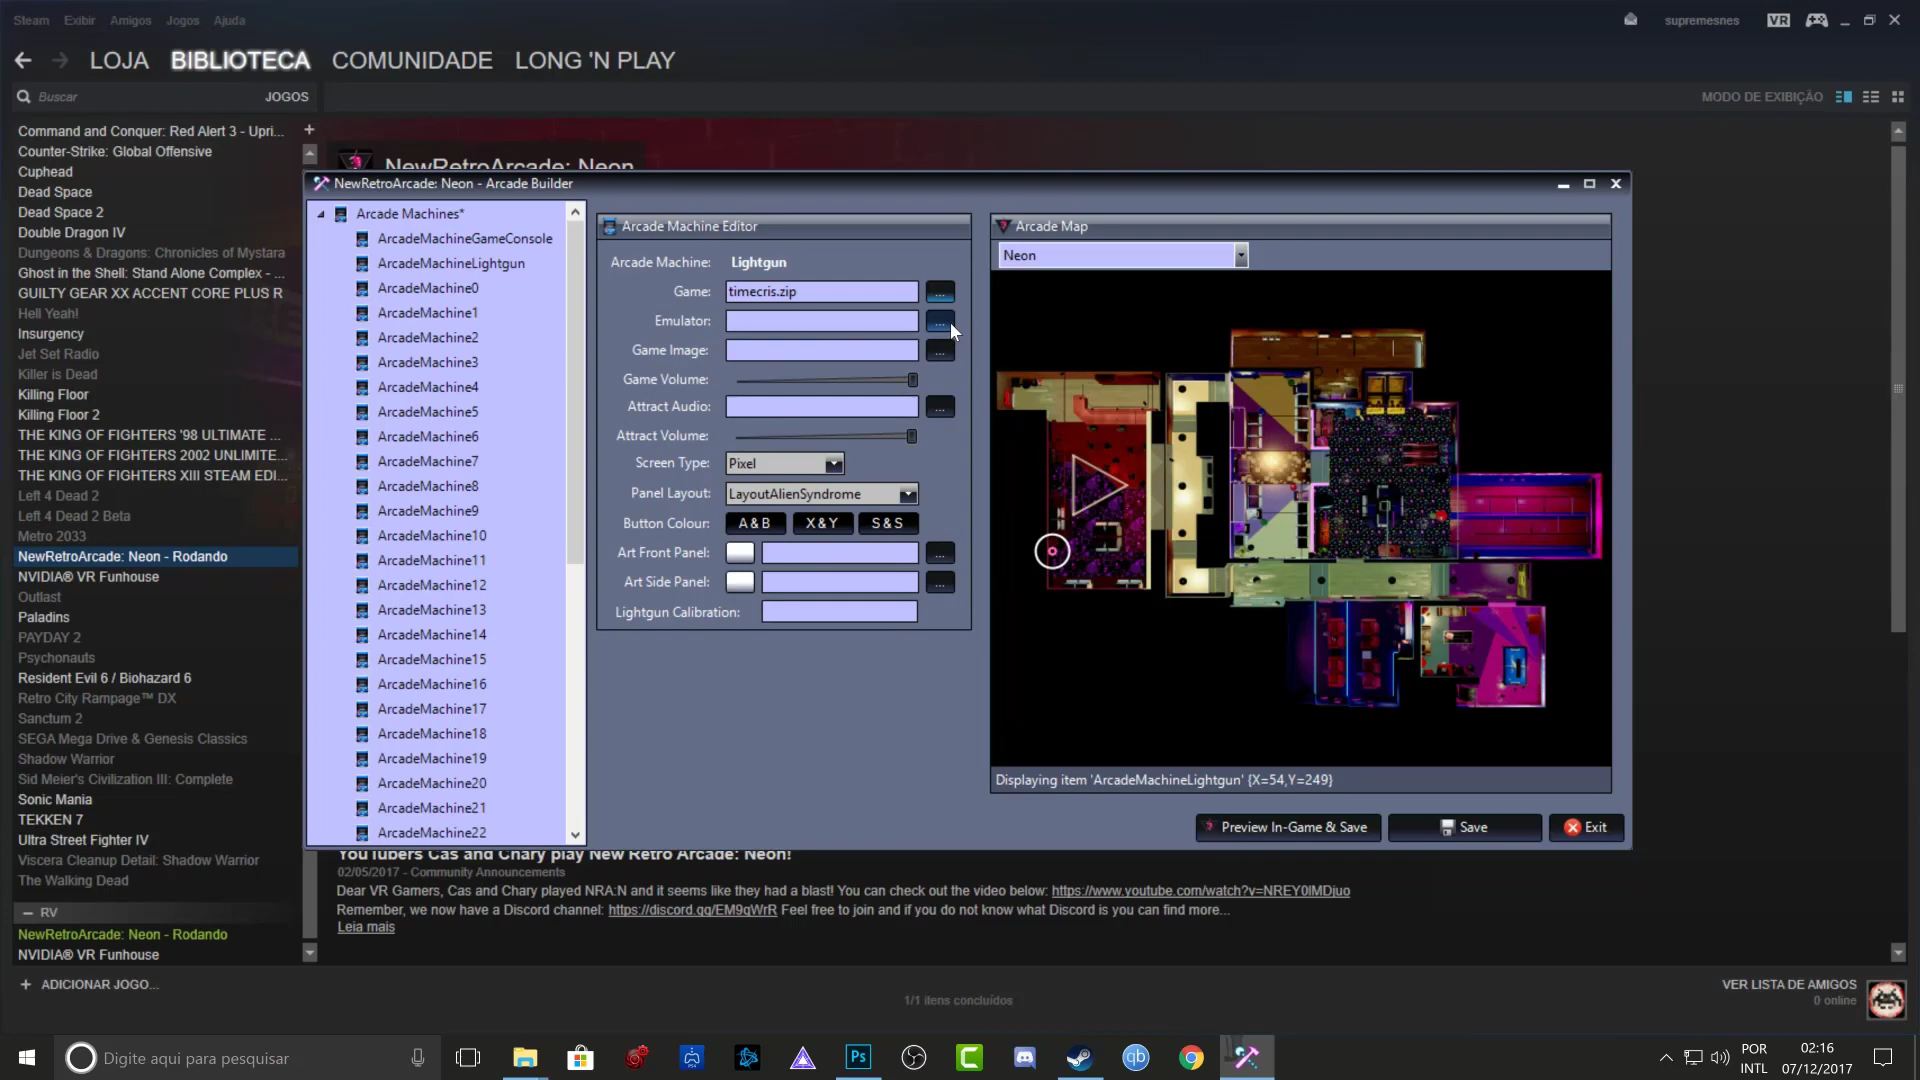 Steam Exibir Amigos Jogos Ajuda
supremesnes VR
LOJA BIBLIOTECA COMUNIDADE LONG 'N PLAY
Buscar JOGOS
MODO DE EXIBIÇÃO
Command and Conquer: Red Alert 3 - Upri...
Counter-Strike: Global Offensive
Cuphead
Dead Space
Dead Space 2
Double Dragon IV
Dungeons & Dragons: Chronicles of Mystara
Ghost in the Shell: Stand Alone Complex - ...
GUILTY GEAR XX ACCENT CORE PLUS R
Hell Yeah!
Insurgency
Jet Set Radio
Killer is Dead
Killing Floor
Killing Floor 2
THE KING OF FIGHTERS '98 ULTIMATE ...
THE KING OF FIGHTERS 2002 UNLIMITE...
THE KING OF FIGHTERS XIII STEAM EDI...
Left 4 Dead 2
Left 4 Dead 2 Beta
Metro 2033
NewRetroArcade: Neon - Rodando
NVIDIA® VR Funhouse
Outlast
Paladins
PAYDAY 2
Psychonauts
Resident Evil 6 / Biohazard 6
Retro City Rampage™ DX
Sanctum 2
SEGA Mega Drive & Genesis Classics
Shadow Warrior
Sid Meier's Civilization III: Complete
Sonic Mania
TEKKEN 7
Ultra Street Fighter IV
Viscera Cleanup Detail: Shadow Warrior
The Walking Dead
RV
NewRetroArcade: Neon - Rodando
NVIDIA® VR Funhouse
ADICIONAR JOGO...
NewRetroArcade: Neon
NewRetroArcade: Neon - Arcade Builder
Arcade Machines*
ArcadeMachineGameConsole
ArcadeMachineLightgun
ArcadeMachine0
ArcadeMachine1
ArcadeMachine2
ArcadeMachine3
ArcadeMachine4
ArcadeMachine5
ArcadeMachine6
ArcadeMachine7
ArcadeMachine8
ArcadeMachine9
ArcadeMachine10
ArcadeMachine11
ArcadeMachine12
ArcadeMachine13
ArcadeMachine14
ArcadeMachine15
ArcadeMachine16
ArcadeMachine17
ArcadeMachine18
ArcadeMachine19
ArcadeMachine20
ArcadeMachine21
ArcadeMachine22
Arcade Machine Editor
Arcade Machine: Lightgun
Game: timecris.zip ...
Emulator: ...
Game Image: ...
Game Volume:
Attract Audio: ...
Attract Volume:
Screen Type: Pixel
Panel Layout: LayoutAlienSyndrome
Button Colour: A & B X & Y S & S
Art Front Panel: ...
Art Side Panel: ...
Lightgun Calibration:
Arcade Map
Neon
Displaying item 'ArcadeMachineLightgun' {X=54,Y=249}
Preview In-Game & Save Save Exit
YouTubers Cas and Chary play New Retro Arcade: Neon!
02/05/2017 - Community Announcements
Dear VR Gamers, Cas and Chary played NRA:N and it seems like they had a blast! You can check out the video below: https://www.youtube.com/watch?v=NREY0lMDjuo
Remember, we now have a Discord channel: https://discord.gg/EM9qWrR Feel free to join and if you do not know what Discord is you can find more...
Leia mais
1/1 itens concluídos
VER LISTA DE AMIGOS
0 online
Digite aqui para pesquisar
Ps
qb
POR
INTL
02:16
07/12/2017